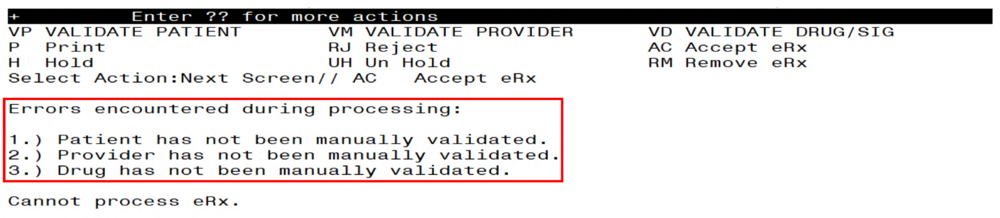 + Enter ?? for more actions
VP VALIDATE PATIENT VM VALIDATE PROVIDER VD VALIDATE DRUG/SIG
P Print RJ Reject AC Accept eRx
H Hold UH Un Hold RM Remove eRx
Select Action:Next Screen// AC Accept eRx
Errors encountered during processing:
1.) Patient has not been manually validated.
2.) Provider has not been manually validated.
3.) Drug has not been manually validated.
Cannot process eRx.